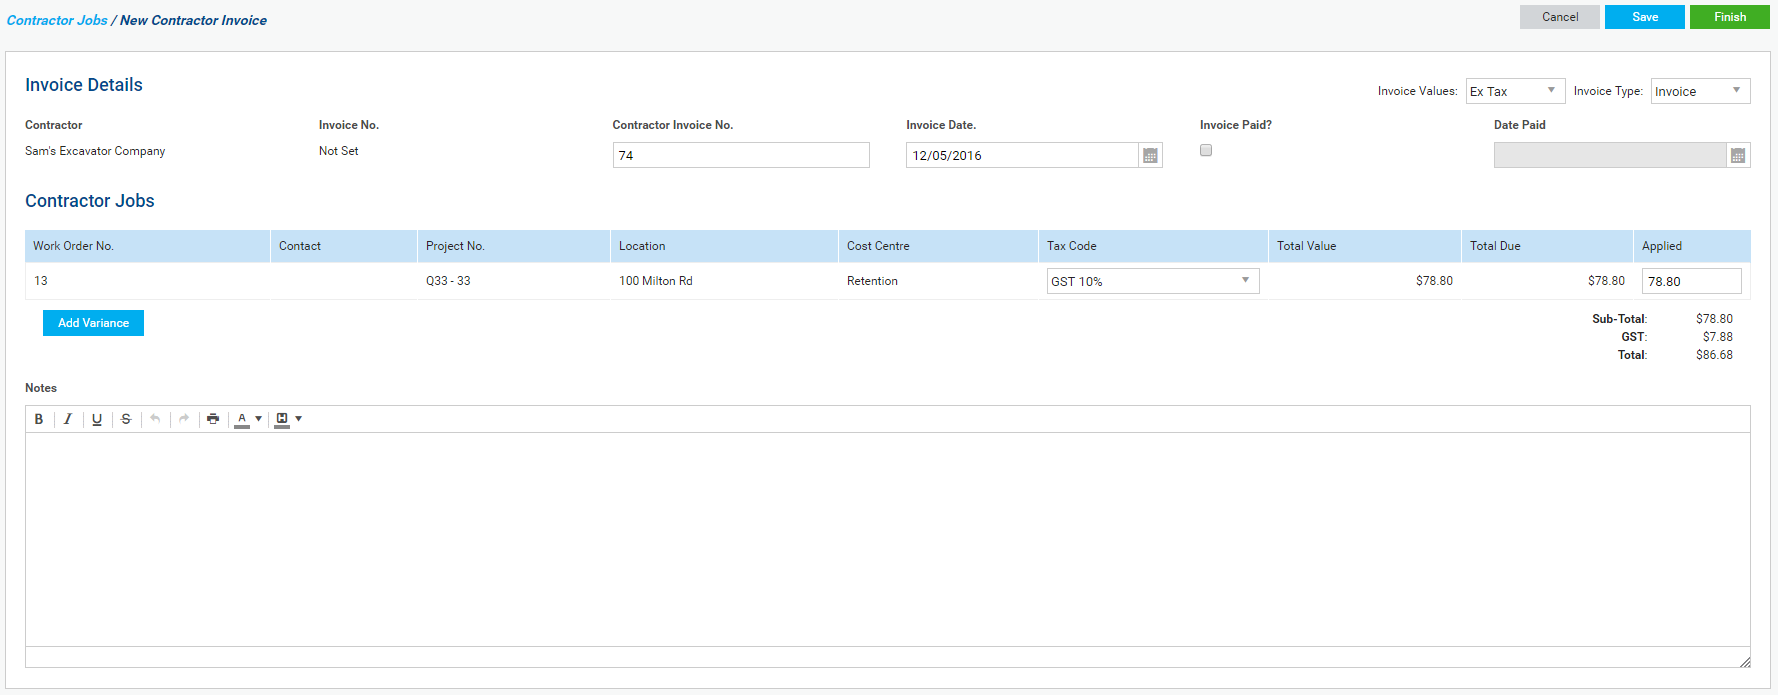 Contractor Jobs / New Contractor Invoice
Cancel Save Finish
Invoice Details
Invoice Values: Ex Tax Invoice Type: Invoice
Contractor Invoice No. Contractor Invoice No. Invoice Date. Invoice Paid? Date Paid
Sam's Excavator Company Not Set 74 12/05/2016
Contractor Jobs
Work Order No. Contact Project No. Location Cost Centre Tax Code Total Value Total Due Applied
13 Q33 - 33 100 Milton Rd Retention GST 10% $78.80 $78.80 78.80
Add Variance
Sub-Total: $78.80
GST: $7.88
Total: $86.68
Notes
B I U S A H